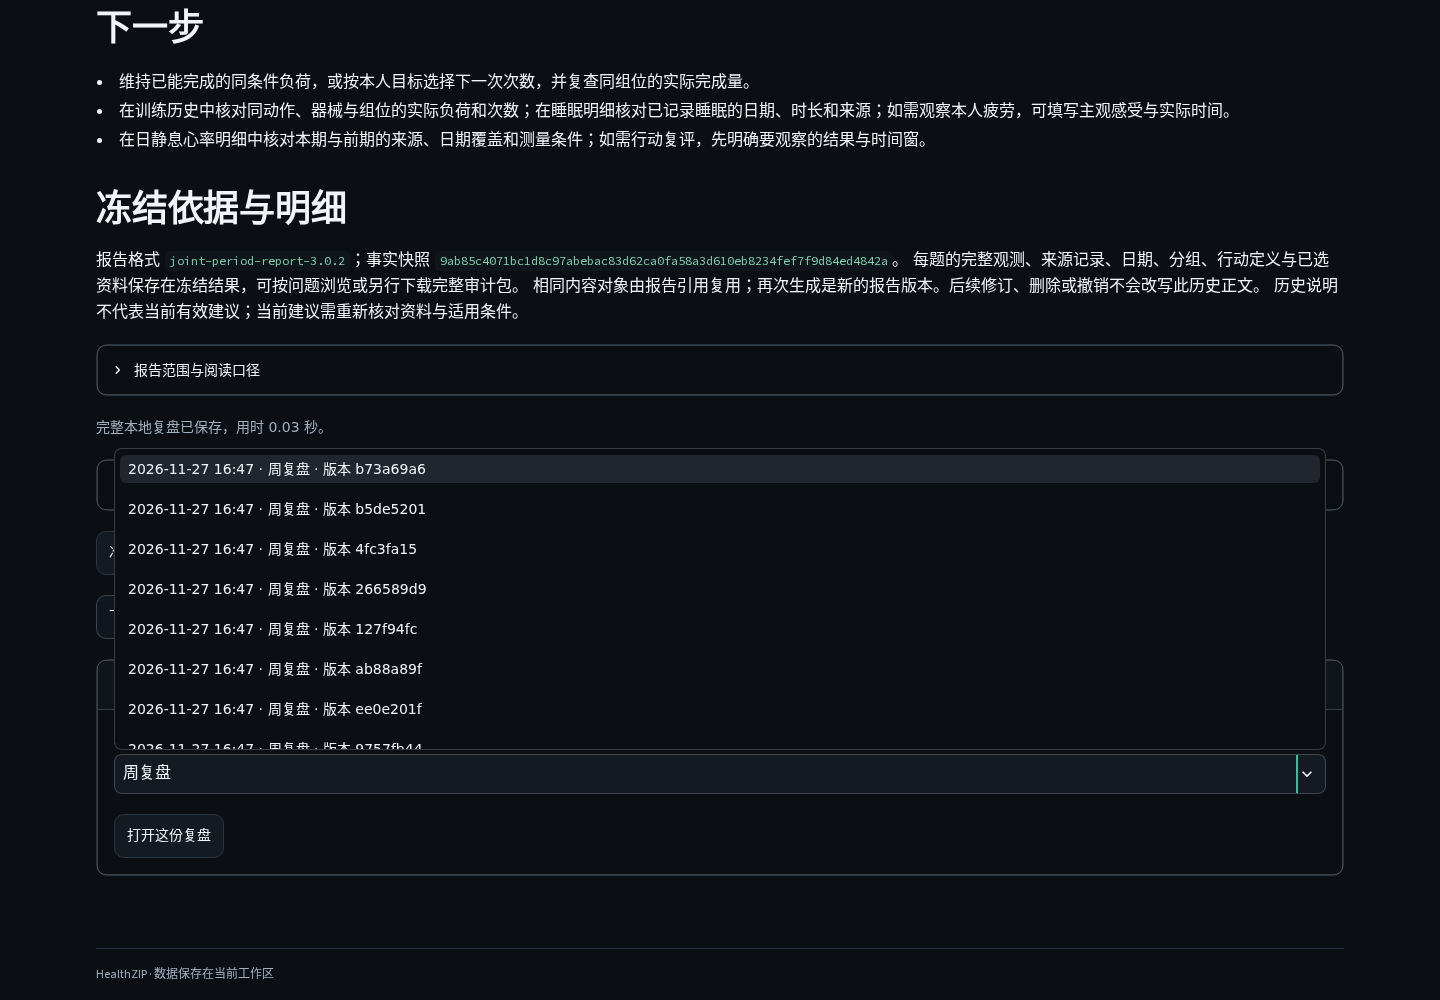 下一步
维持已能完成的同条件负荷，或按本人目标选择下一次次数，并复查同组位的实际完成量。
在训练历史中核对同动作、器械与组位的实际负荷和次数；在睡眠明细核对已记录睡眠的日期、时长和来源；如需观察本人疲劳，可填写主观感受与实际时间。
在日静息心率明细中核对本期与前期的来源、日期覆盖和测量条件；如需行动复评，先明确要观察的结果与时间窗。
冻结依据与明细
报告格式 joint-period-report-3.0.2；事实快照 9ab85c4071bc1d8c97abebac83d62ca0fa58a3d610eb8234fef7f9d84ed4842a。 每题的完整观测、来源记录、日期、分组、行动定义与已选
资料保存在冻结结果，可按问题浏览或另行下载完整审计包。 相同内容对象由报告引用复用；再次生成是新的报告版本。后续修订、删除或撤销不会改写此历史正文。 历史说明
不代表当前有效建议；当前建议需重新核对资料与适用条件。
报告范围与阅读口径
完整本地复盘已保存，用时 0.03 秒。
2026-11-27 16:47 · 周复盘 · 版本 b73a69a6
2026-11-27 16:47 · 周复盘 · 版本 b5de5201
2026-11-27 16:47 · 周复盘 · 版本 4fc3fa15
2026-11-27 16:47 · 周复盘 · 版本 266589d9
2026-11-27 16:47 · 周复盘 · 版本 127f94fc
2026-11-27 16:47 · 周复盘 · 版本 ab88a89f
2026-11-27 16:47 · 周复盘 · 版本 ee0e201f
2026-11-27 16:47 · 周复盘 · 版本 9757fb44
周复盘
打开这份复盘
HealthZIP · 数据保存在当前工作区